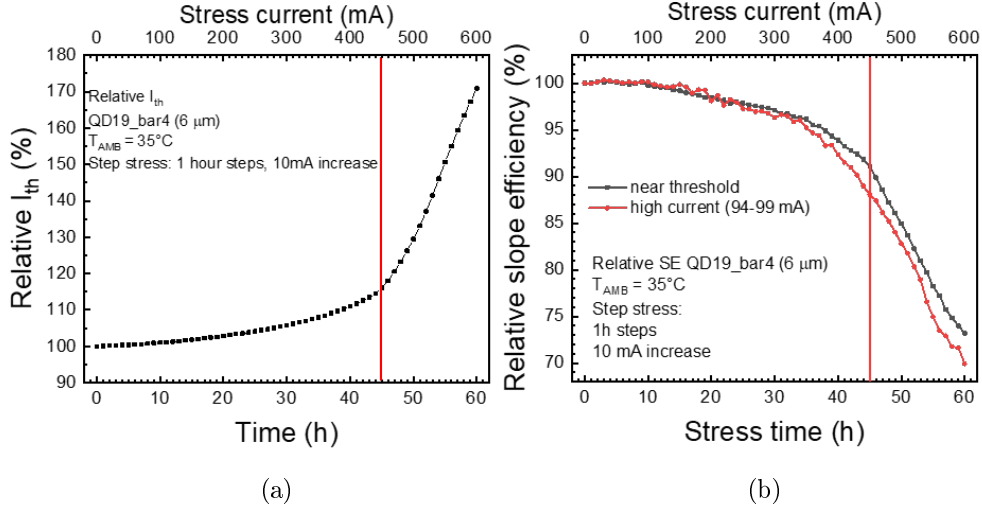 Stress current (mA)
0 100 200 300 400 500 600
180
170
160
150
140
130
120
110
100
90
Relative I_th (%)
Relative I_th
QD19_bar4 (6 μm)
T_AMB = 35°C
Step stress: 1 hour steps, 10mA increase
0 10 20 30 40 50 60
Time (h)
(a)
Stress current (mA)
0 100 200 300 400 500 600
100
95
90
85
80
75
70
Relative slope efficiency (%)
near threshold
high current (94-99 mA)
Relative SE QD19_bar4 (6 μm)
T_AMB = 35°C
Step stress:
1h steps
10 mA increase
0 10 20 30 40 50 60
Stress time (h)
(b)